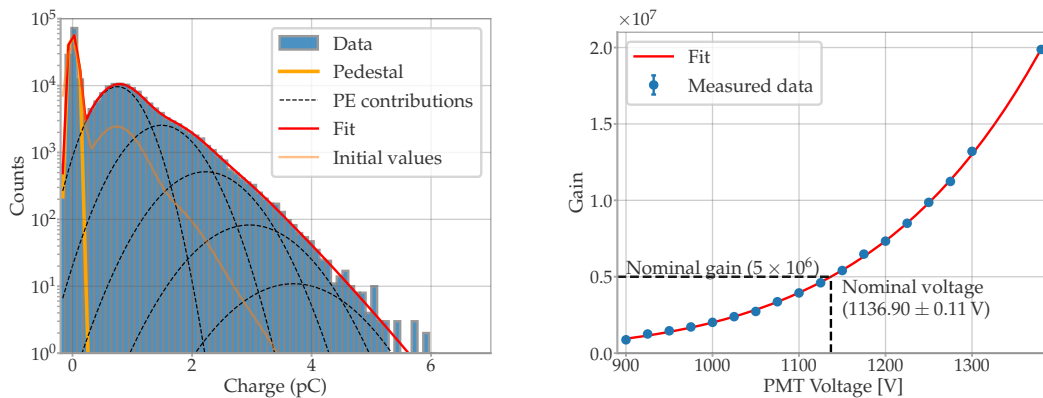 10^5
10^4
10^3
10^2
10^1
10^0
Counts
0
2
4
6
Charge (pC)
Data
Pedestal
PE contributions
Fit
Initial values
×10^7
2.0
1.5
1.0
0.5
0.0
Gain
900
1000
1100
1200
1300
PMT Voltage [V]
Fit
Measured data
Nominal gain (5 × 10^6)
Nominal voltage
(1136.90 ± 0.11 V)